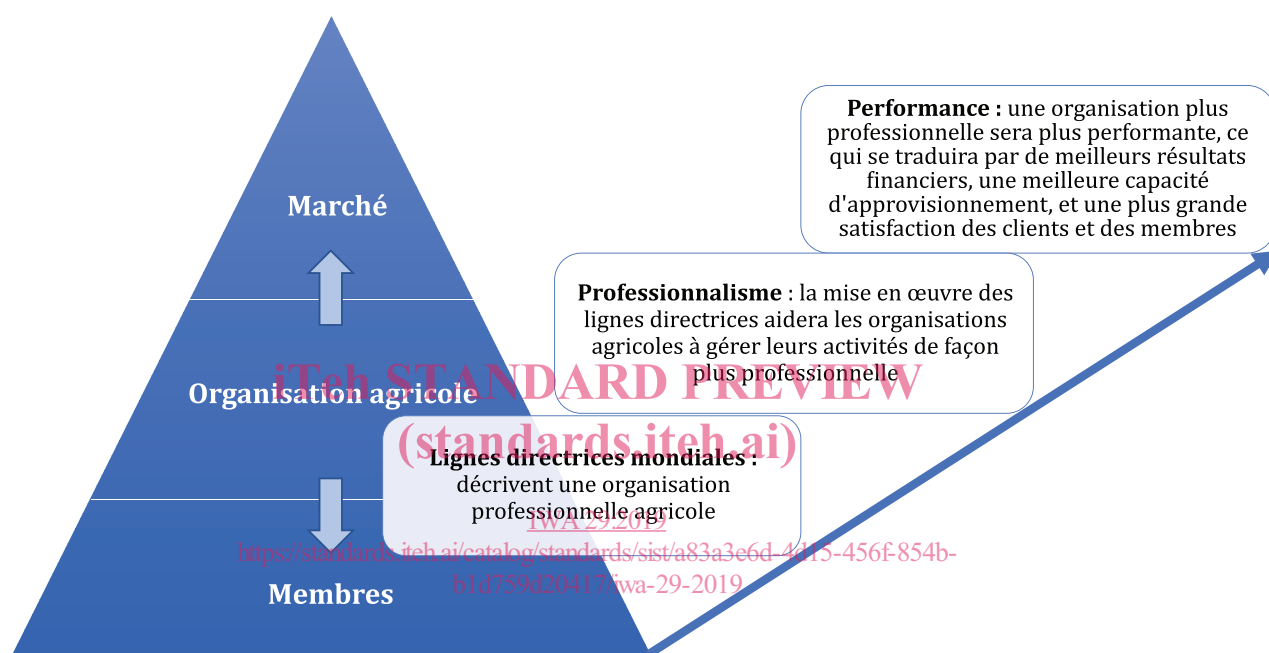 Performance : une organisation plus
professionnelle sera plus performante, ce
qui se traduira par de meilleurs résultats
financiers, une meilleure capacité
d'approvisionnement, et une plus grande
satisfaction des clients et des membres
Marché
Professionnalisme : la mise en œuvre des
lignes directrices aidera les organisations
agricoles à gérer leurs activités de façon
plus professionnelle
iTeh STANDARD PREVIEW
Organisation agricole
(standards.iteh.ai)
Lignes directrices mondiales :
décrivent une organisation
professionnelle agricole
IWA 29:2019
https://standards.iteh.ai/catalog/standards/sist/a83a3e6d-4d15-456f-854b-
b1d759d20417/iwa-29-2019
Membres